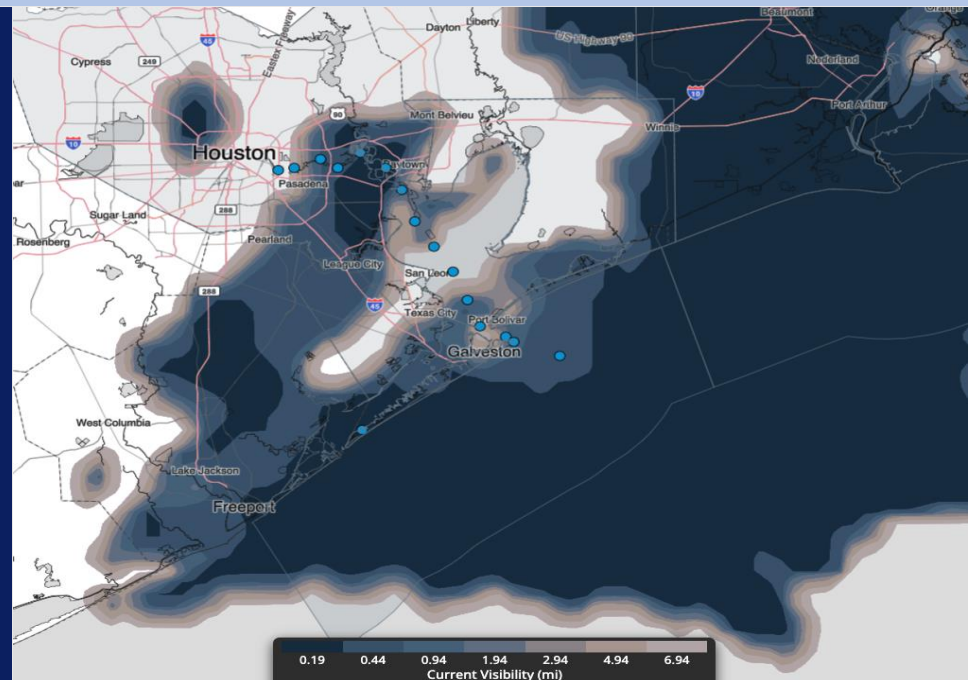 Dayton
Liberty
Beaumont
US Highway 90
45
Eastex Freeway
Cypress
249
Nederland
10
Port Arthur
90
Mont Belvieu
Winnie
10
Houston
Baytown
Pasadena
288
Sugar Land
Rosenberg
Pearland
League City
San Leon
288
45
Texas City
Port Bolivar
Galveston
West Columbia
Lake Jackson
Freeport
0.19 0.44 0.94 1.94 2.94 4.94 6.94
Current Visibility (mi)